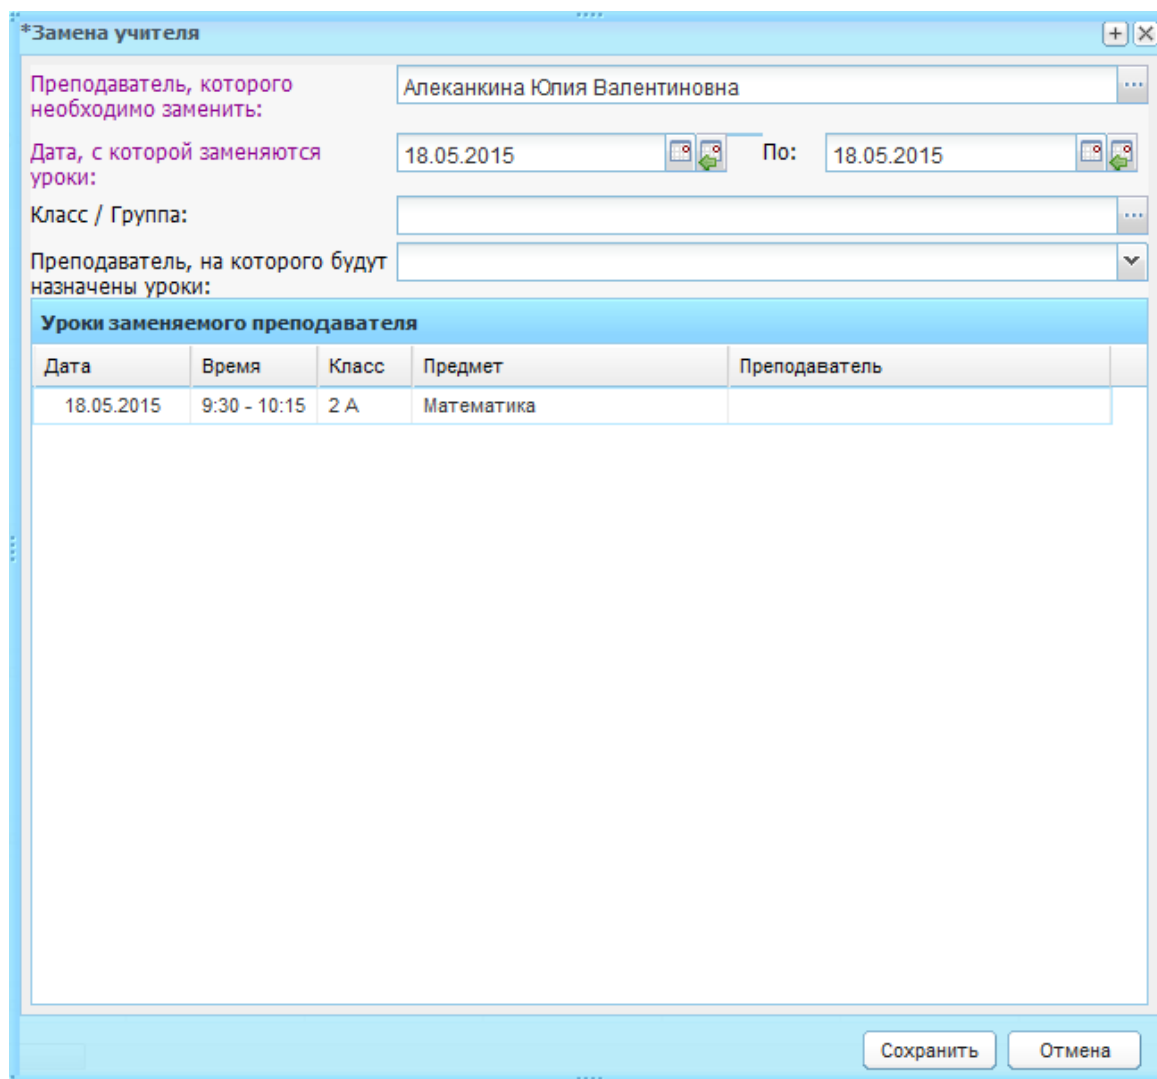 *Замена учителя
Преподаватель, которого
необходимо заменить:
Алеканкина Юлия Валентиновна
Дата, с которой заменяются
уроки:
18.05.2015
По:
18.05.2015
Класс / Группа:
Преподаватель, на которого будут
назначены уроки:
Уроки заменяемого преподавателя
Дата Время Класс Предмет Преподаватель
18.05.2015 9:30 - 10:15 2 А Математика
Сохранить Отмена